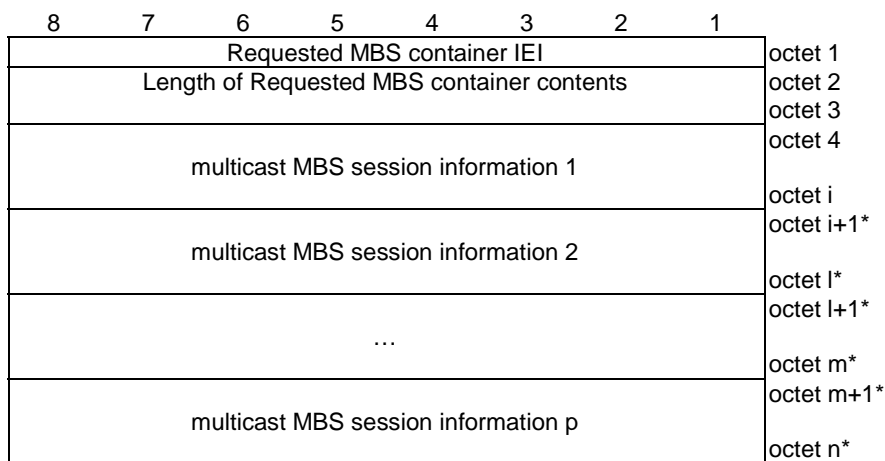 8 7 6 5 4 3 2 1
Requested MBS container IEI octet 1
Length of Requested MBS container contents octet 2
octet 3
octet 4
multicast MBS session information 1
octet i
octet i+1*
multicast MBS session information 2
octet l*
octet l+1*
…
octet m*
octet m+1*
multicast MBS session information p
octet n*